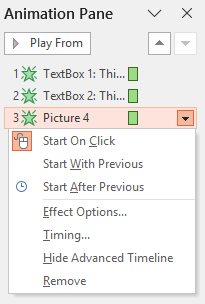 Animation Pane
Play From
1 TextBox 1: Thi...
2 TextBox 2: Thi...
3 Picture 4
Start On Click
Start With Previous
Start After Previous
Effect Options...
Timing...
Hide Advanced Timeline
Remove